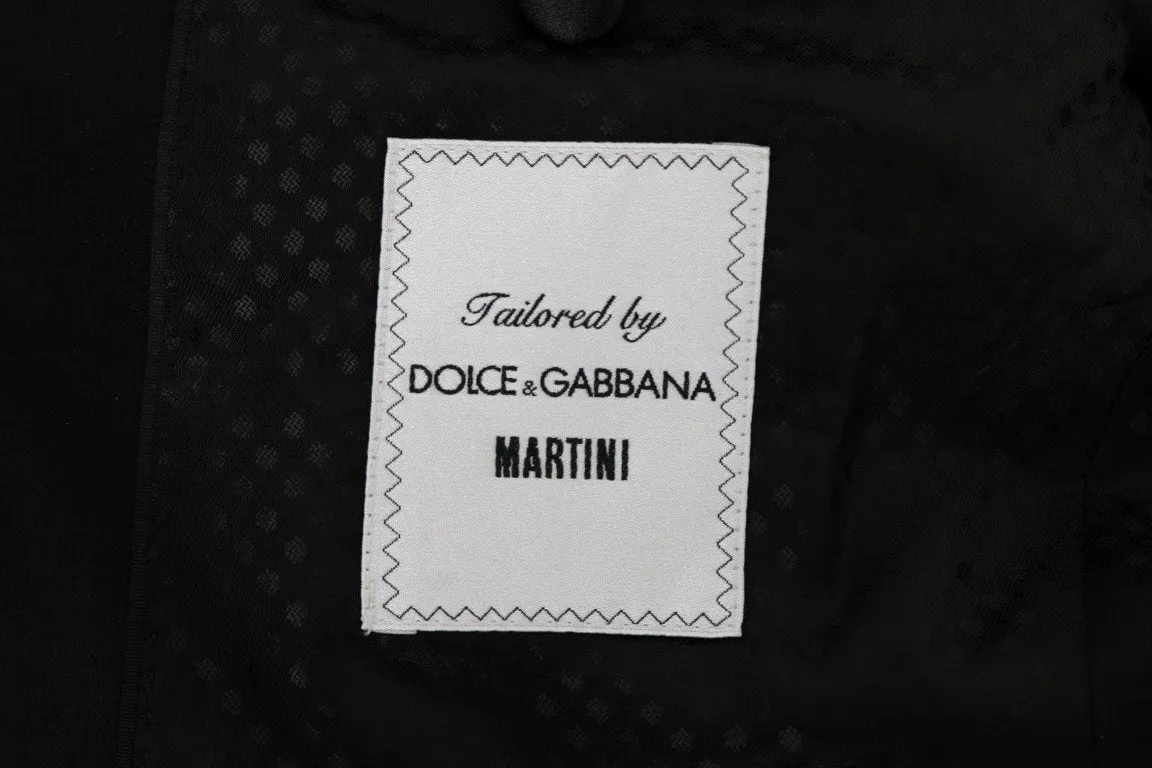 Tailored by
DOLCE & GABBANA
MARTINI